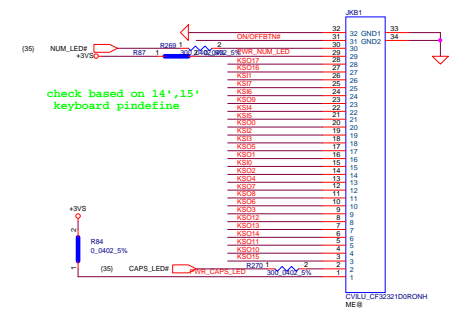 JKB1
32 32 GND1 33
ON/OFFBTN# 31 31 GND2 34
(35) NUM_LED# R269 1 2 30 30
+3VS R87 300_0402_5% PWR_NUM_LED 29 29
KSO17 28 28
KSO16 27 27
KSI1 26 26
KSI7 25 25
KSI6 24 24
KSO9 23 23
KSI4 22 22
KSI5 21 21
KSO0 20 20
KSI2 19 19
KSI3 18 18
KSO5 17 17
KSO1 16 16
KSI0 15 15
KSO2 14 14
KSO4 13 13
KSO7 12 12
KSO8 11 11
KSO6 10 10
KSO3 9 9
KSO12 8 8
KSO13 7 7
KSO14 6 6
KSO11 5 5
KSO10 4 4
KSO15 3 3
(35) CAPS_LED# R270 1 2 2 2
PWR_CAPS_LED 300_0402_5% 1 1
check based on 14',15'
keyboard pindefine
+3VS
2
R84
0_0402_5%
1
CVILU_CF32321D0RONH
ME@